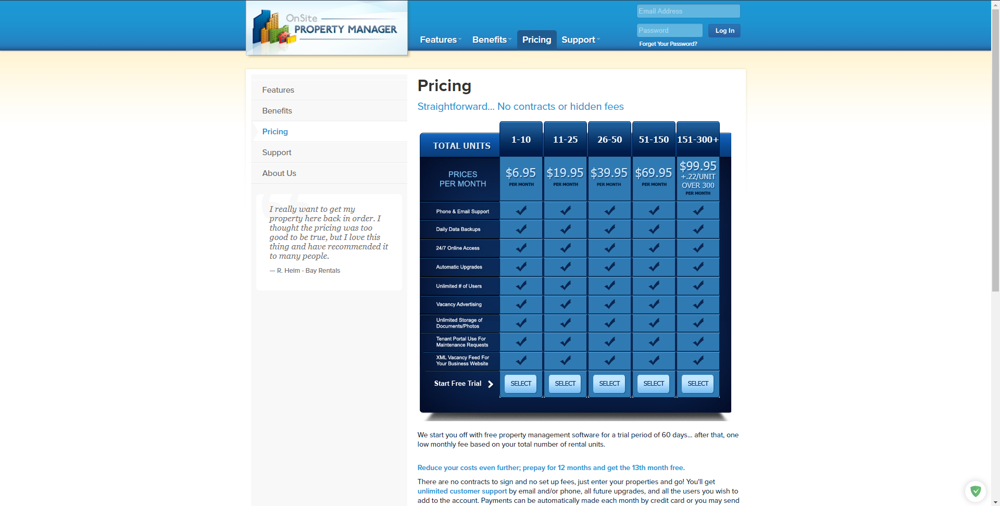 OnSite
PROPERTY MANAGER
Features
Benefits
Pricing
Support
Email Address
Password
Log In
Forget Your Password?
Features
Benefits
Pricing
Support
About Us
I really want to get my
property here back in order. I
thought the pricing was too
good to be true, but I love this
thing and have recommended it
to many people.
— R. Helm - Bay Rentals
Pricing
Straightforward... No contracts or hidden fees
TOTAL UNITS 1-10 11-25 26-50 51-150 151-300+
PRICES
PER MONTH
$6.95
PER MONTH
$19.95
PER MONTH
$39.95
PER MONTH
$69.95
PER MONTH
$99.95
+.22/UNIT
OVER 300
PER MONTH
Phone & Email Support
Daily Data Backups
24/7 Online Access
Automatic Upgrades
Unlimited # of Users
Vacancy Advertising
Unlimited Storage of
Documents/Photos
Tenant Portal Use For
Maintenance Requests
XML Vacancy Feed For
Your Business Website
Start Free Trial SELECT SELECT SELECT SELECT SELECT
We start you off with free property management software for a trial period of 60 days... after that, one
low monthly fee based on your total number of rental units.
Reduce your costs even further; prepay for 12 months and get the 13th month free.
There are no contracts to sign and no set up fees, just enter your properties and go! You'll get
unlimited customer support by email and/or phone, all future upgrades, and all the users you wish to
add to the account. Payments can be automatically made each month by credit card or you may send